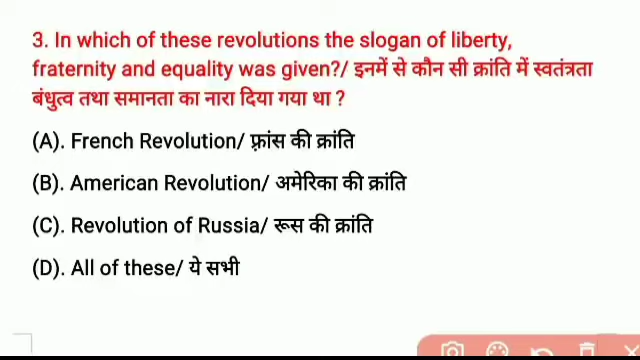 3. In which of these revolutions the slogan of liberty,
fraternity and equality was given?/ इनमें से कौन सी क्रांति में स्वतंत्रता
बंधुत्व तथा समानता का नारा दिया गया था ?
(A). French Revolution/ फ़्रांस की क्रांति
(B). American Revolution/ अमेरिका की क्रांति
(C). Revolution of Russia/ रूस की क्रांति
(D). All of these/ ये सभी